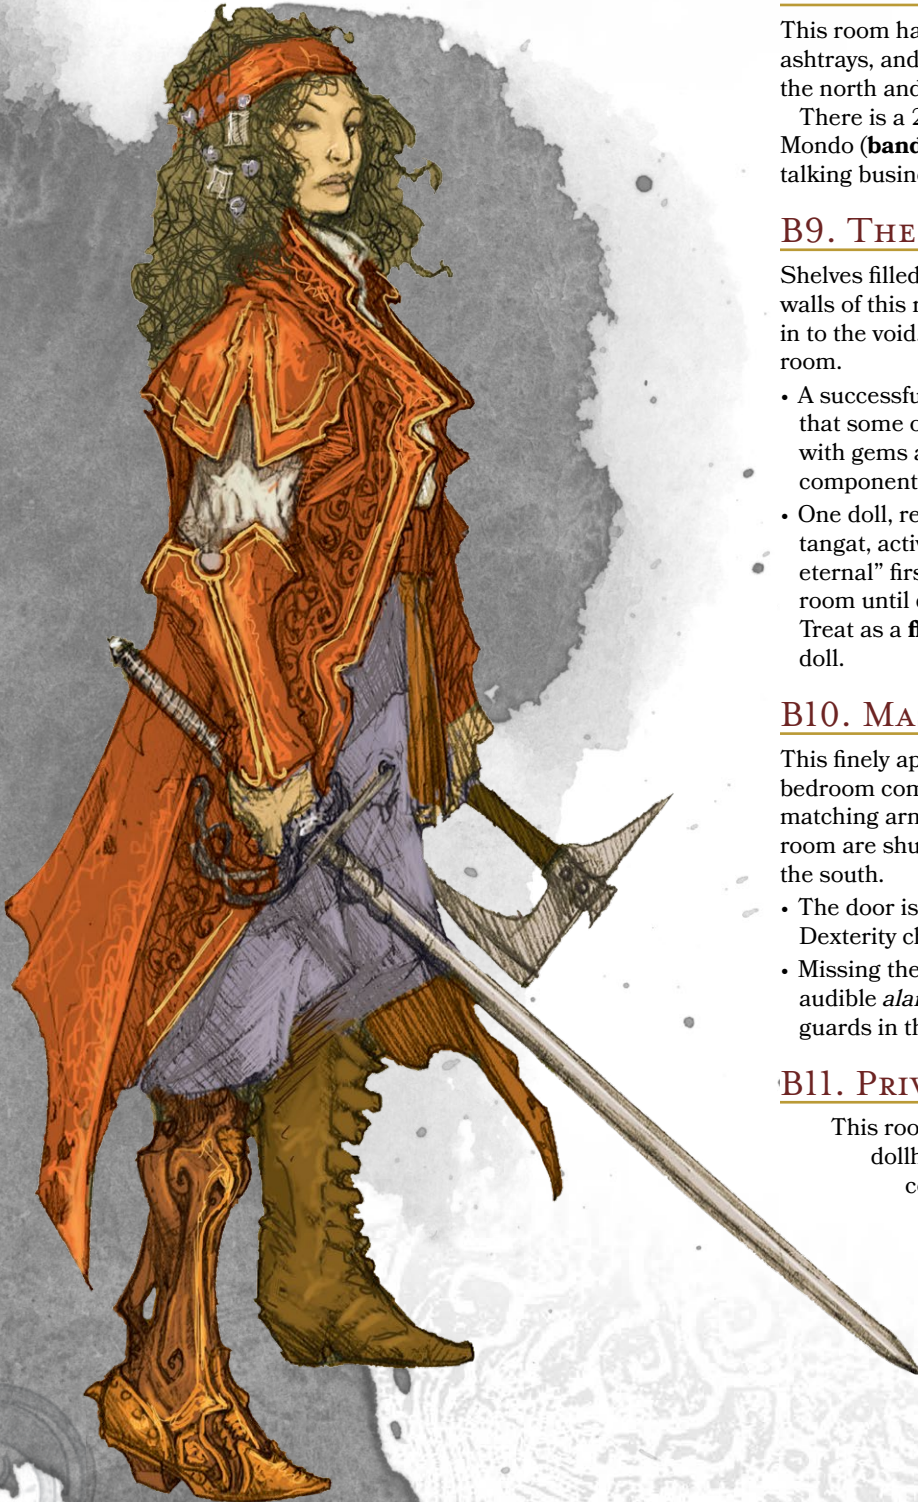 This room ha
ashtrays, and
the north and
There is a 2
Mondo (band
talking busine
B9. The
Shelves filled
walls of this r
in to the void.
room.
• A successfu
that some o
with gems a
component
• One doll, re
tangat, activ
eternal” firs
room until
Treat as a fi
doll.
B10. Ma
This finely ap
bedroom com
matching arn
room are shu
the south.
• The door is
Dexterity cl
Missing the
audible alar
guards in th
B11. Priv
This roo
dollh
c